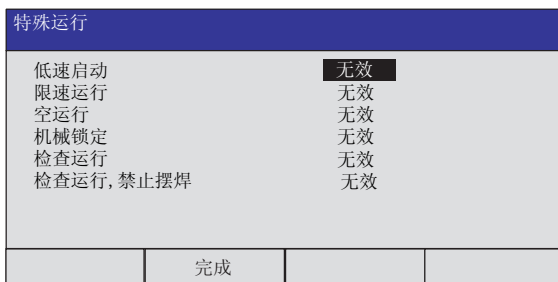 特殊运行
低速启动 无效
限速运行 无效
空运行 无效
机械锁定 无效
检查运行 无效
检查运行,禁止摆焊 无效
完成